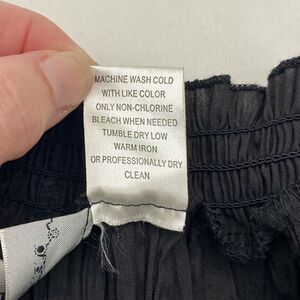 MACHINE WASH COLD
WITH LIKE COLOR
ONLY NON-CHLORINE
BLEACH WHEN NEEDED
TUMBLE DRY LOW
WARM IRON
OR PROFESSIONALLY DRY
CLEAN